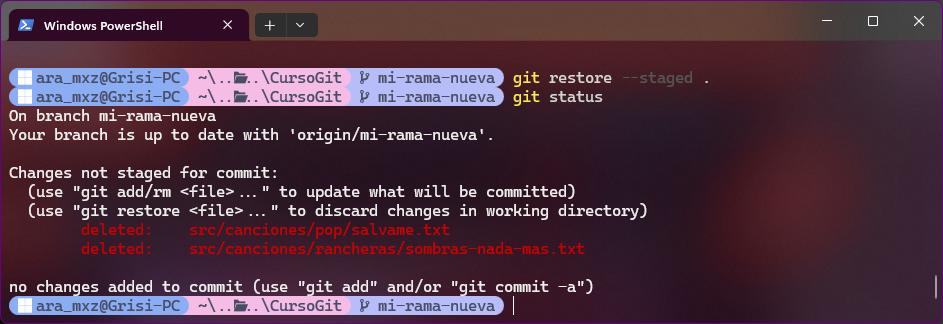 Windows PowerShell
ara_mxz@Grisi-PC ~\..\..\CursoGit mi-rama-nueva git restore --staged .
ara_mxz@Grisi-PC ~\..\..\CursoGit mi-rama-nueva git status
On branch mi-rama-nueva
Your branch is up to date with 'origin/mi-rama-nueva'.
Changes not staged for commit:
(use "git add/rm <file>..." to update what will be committed)
(use "git restore <file>..." to discard changes in working directory)
deleted: src/canciones/pop/salvame.txt
deleted: src/canciones/rancheras/sombras-nada-mas.txt
no changes added to commit (use "git add" and/or "git commit -a")
ara_mxz@Grisi-PC ~\..\..\CursoGit mi-rama-nueva